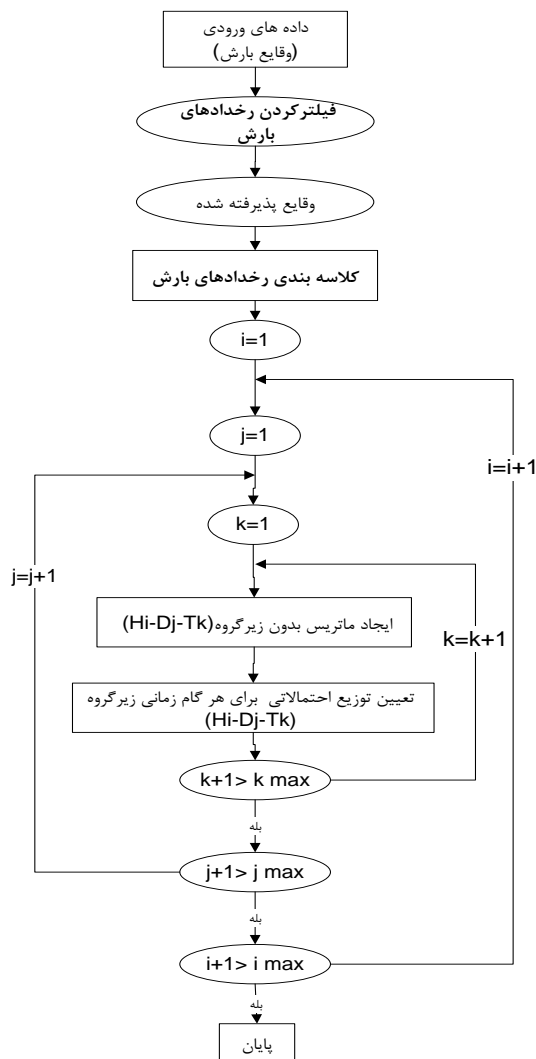 داده های ورودی
(وقایع بارش)
فیلترکردن رخدادهای
بارش
وقایع پذیرفته شده
کلاسه بندی رخدادهای بارش
i=1
j=1
i=i+1
k=1
j=j+1
ایجاد ماتریس بدون زیرگروه(Hi-Dj-Tk)
k=k+1
تعیین توزیع احتمالاتی برای هر گام زمانی زیرگروه
(Hi-Dj-Tk)
k+1> k max
بله
j+1> j max
بله
i+1> i max
بله
پایان